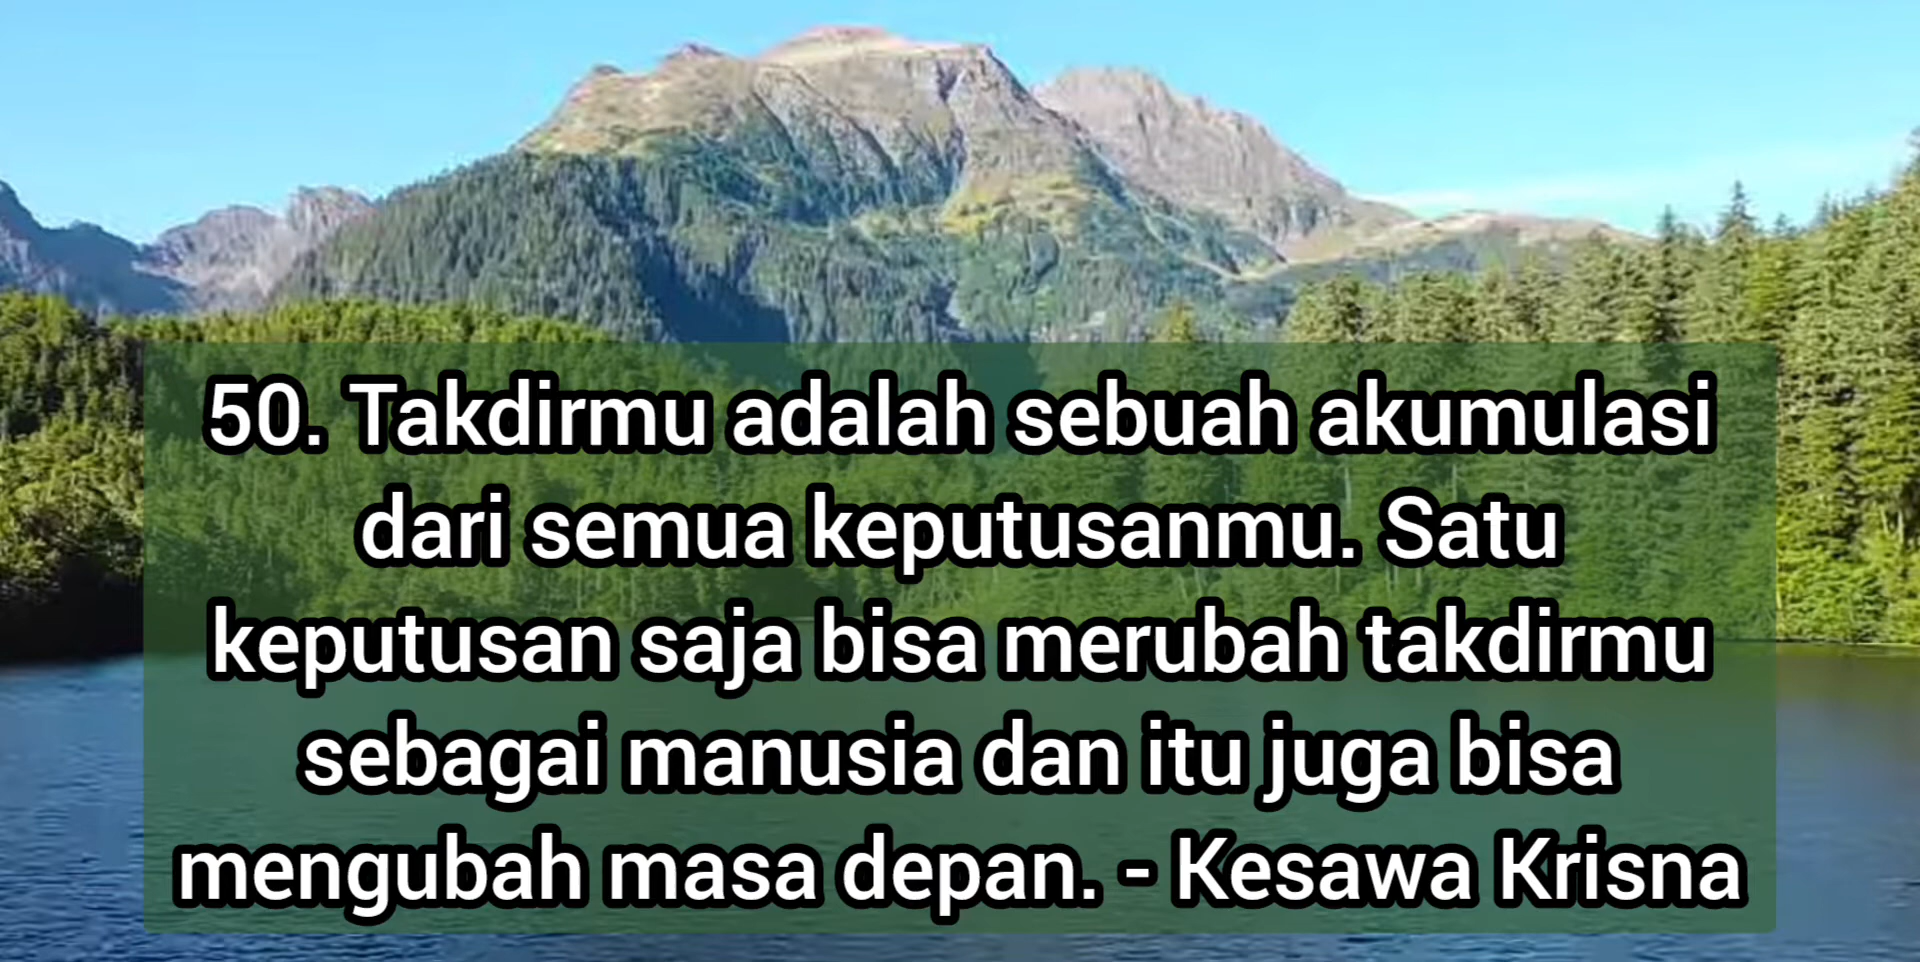 50. Takdirmu adalah sebuah akumulasi
dari semua keputusanmu. Satu
keputusan saja bisa merubah takdirmu
sebagai manusia dan itu juga bisa
mengubah masa depan. - Kesawa Krisna